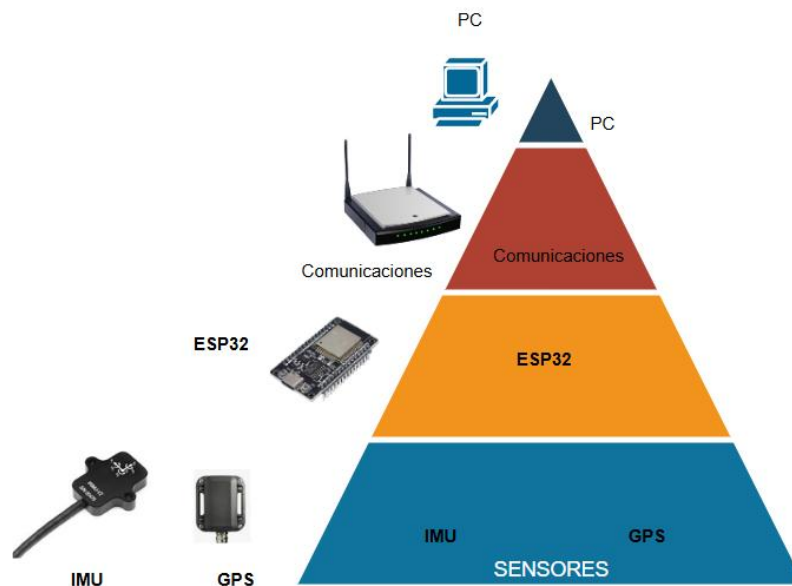 PC
PC
Comunicaciones
Comunicaciones
ESP32
ESP32
IMU
GPS
SENSORES
IMU
GPS